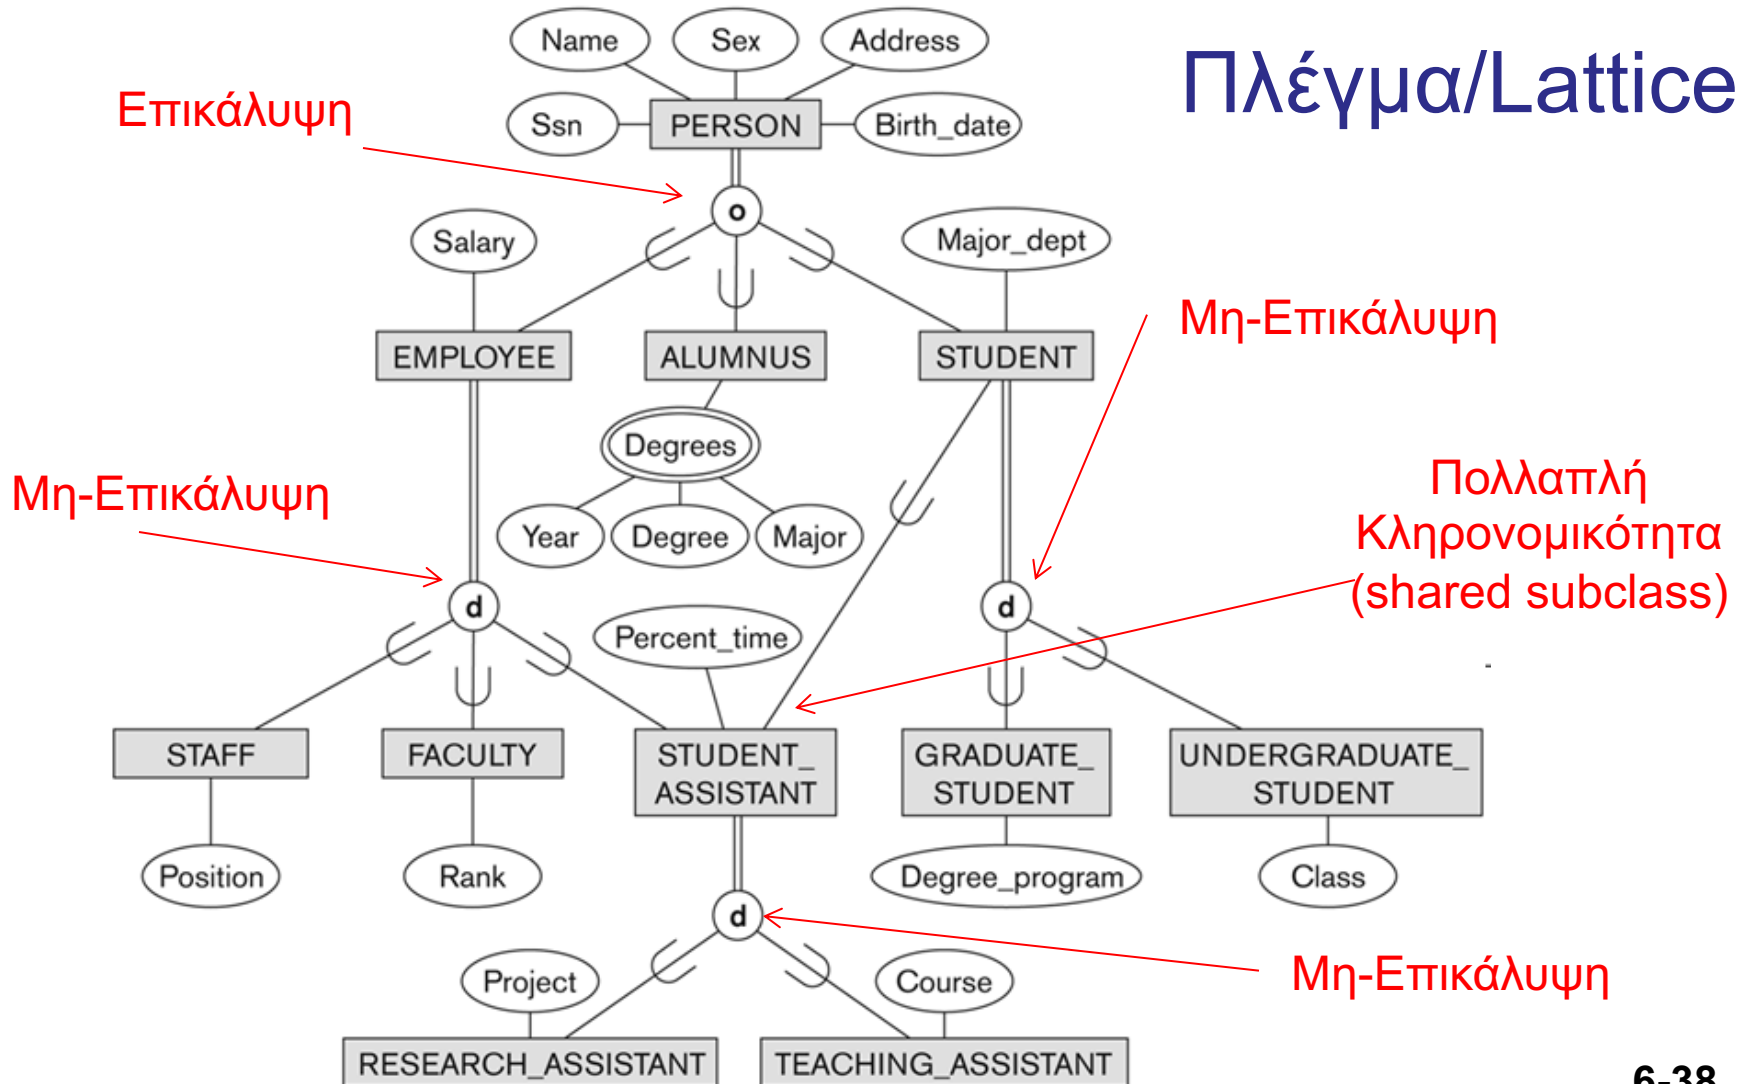 Πλέγμα/Lattice
Name
Sex
Address
Επικάλυψη
Ssn
PERSON
Birth_date
o
Salary
Major_dept
Μη-Επικάλυψη
EMPLOYEE
ALUMNUS
STUDENT
Degrees
Μη-Επικάλυψη
Year
Degree
Major
Πολλαπλή
Κληρονομικότητα
(shared subclass)
d
d
Percent_time
STAFF
FACULTY
STUDENT_
ASSISTANT
GRADUATE_
STUDENT
UNDERGRADUATE_
STUDENT
Position
Rank
Degree_program
Class
d
Project
Course
Μη-Επικάλυψη
RESEARCH_ASSISTANT
TEACHING_ASSISTANT
6-38